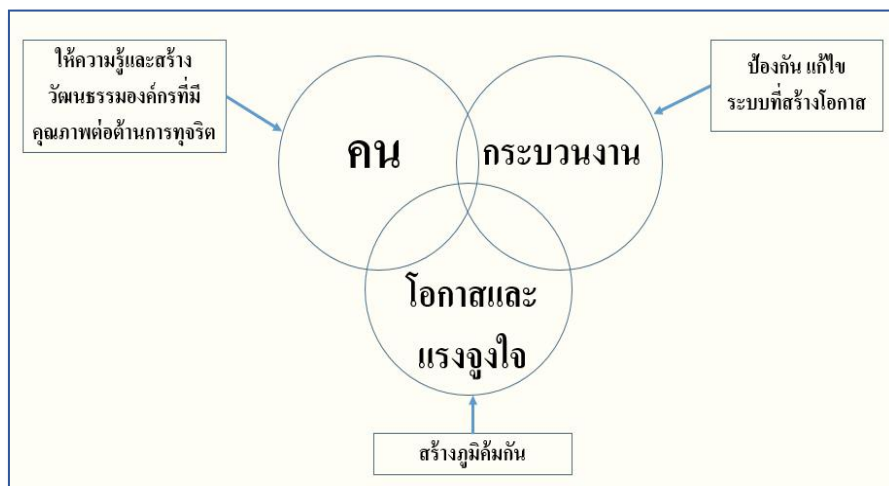 ให้ความรู้และสร้าง
วัฒนธรรมองค์กรที่มี
คุณภาพต่อต้านการทุจริต
ป้องกัน แก้ไข
ระบบที่สร้างโอกาส
คน
กระบวนงาน
โอกาสและ
แรงจูงใจ
สร้างภูมิค้มกัน